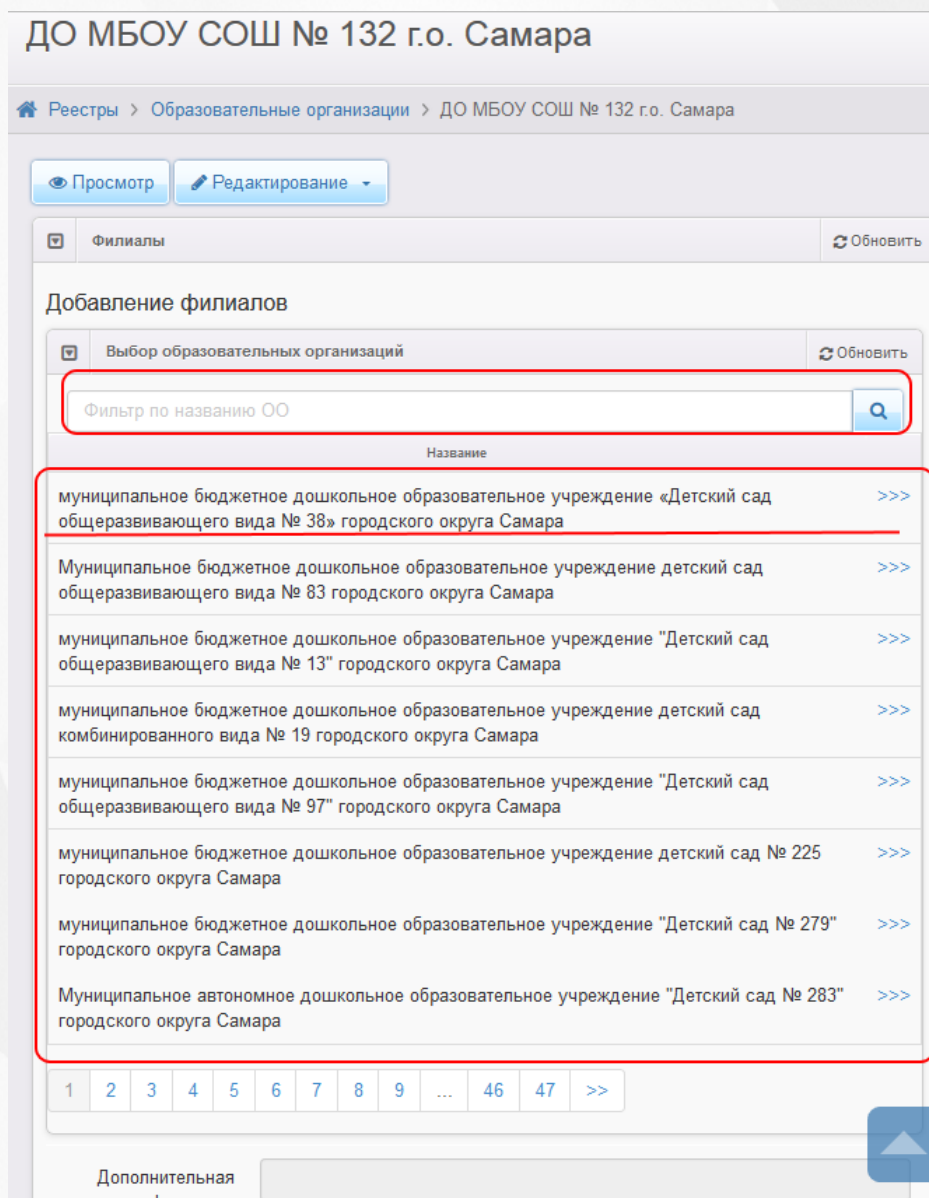 ДО МБОУ СОШ № 132 г.о. Самара
Реестры > Образовательные организации > ДО МБОУ СОШ № 132 г.о. Самара
Просмотр Редактирование
Филиалы Обновить
Добавление филиалов
Выбор образовательных организаций Обновить
Фильтр по названию ОО
Название
муниципальное бюджетное дошкольное образовательное учреждение «Детский сад >>>
общеразвивающего вида № 38» городского округа Самара
Муниципальное бюджетное дошкольное образовательное учреждение детский сад >>>
общеразвивающего вида № 83 городского округа Самара
муниципальное бюджетное дошкольное образовательное учреждение "Детский сад >>>
общеразвивающего вида № 13" городского округа Самара
муниципальное бюджетное дошкольное образовательное учреждение детский сад >>>
комбинированного вида № 19 городского округа Самара
муниципальное бюджетное дошкольное образовательное учреждение "Детский сад >>>
общеразвивающего вида № 97" городского округа Самара
муниципальное бюджетное дошкольное образовательное учреждение детский сад № 225 >>>
городского округа Самара
муниципальное бюджетное дошкольное образовательное учреждение "Детский сад № 279" >>>
городского округа Самара
Муниципальное автономное дошкольное образовательное учреждение "Детский сад № 283" >>>
городского округа Самара
1 2 3 4 5 6 7 8 9 ... 46 47 >>
Дополнительная